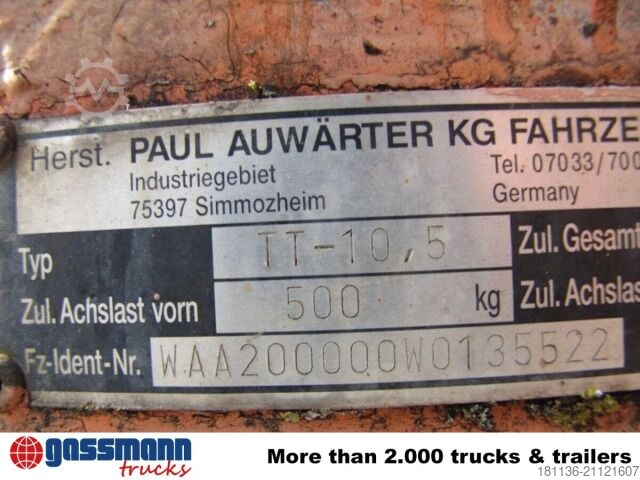 Herst. PAUL AUWÄRTER KG FAHRZE
Industriegebiet Tel. 07033/700
75397 Simmozheim Germany
Typ TT-10,5 Zul. Gesamt
Zul. Achslast vorn 500 kg Zul. Achslas
Fz-Ident-Nr. WAA200000W0135522
gassmann trucks More than 2.000 trucks & trailers
181136-21121607